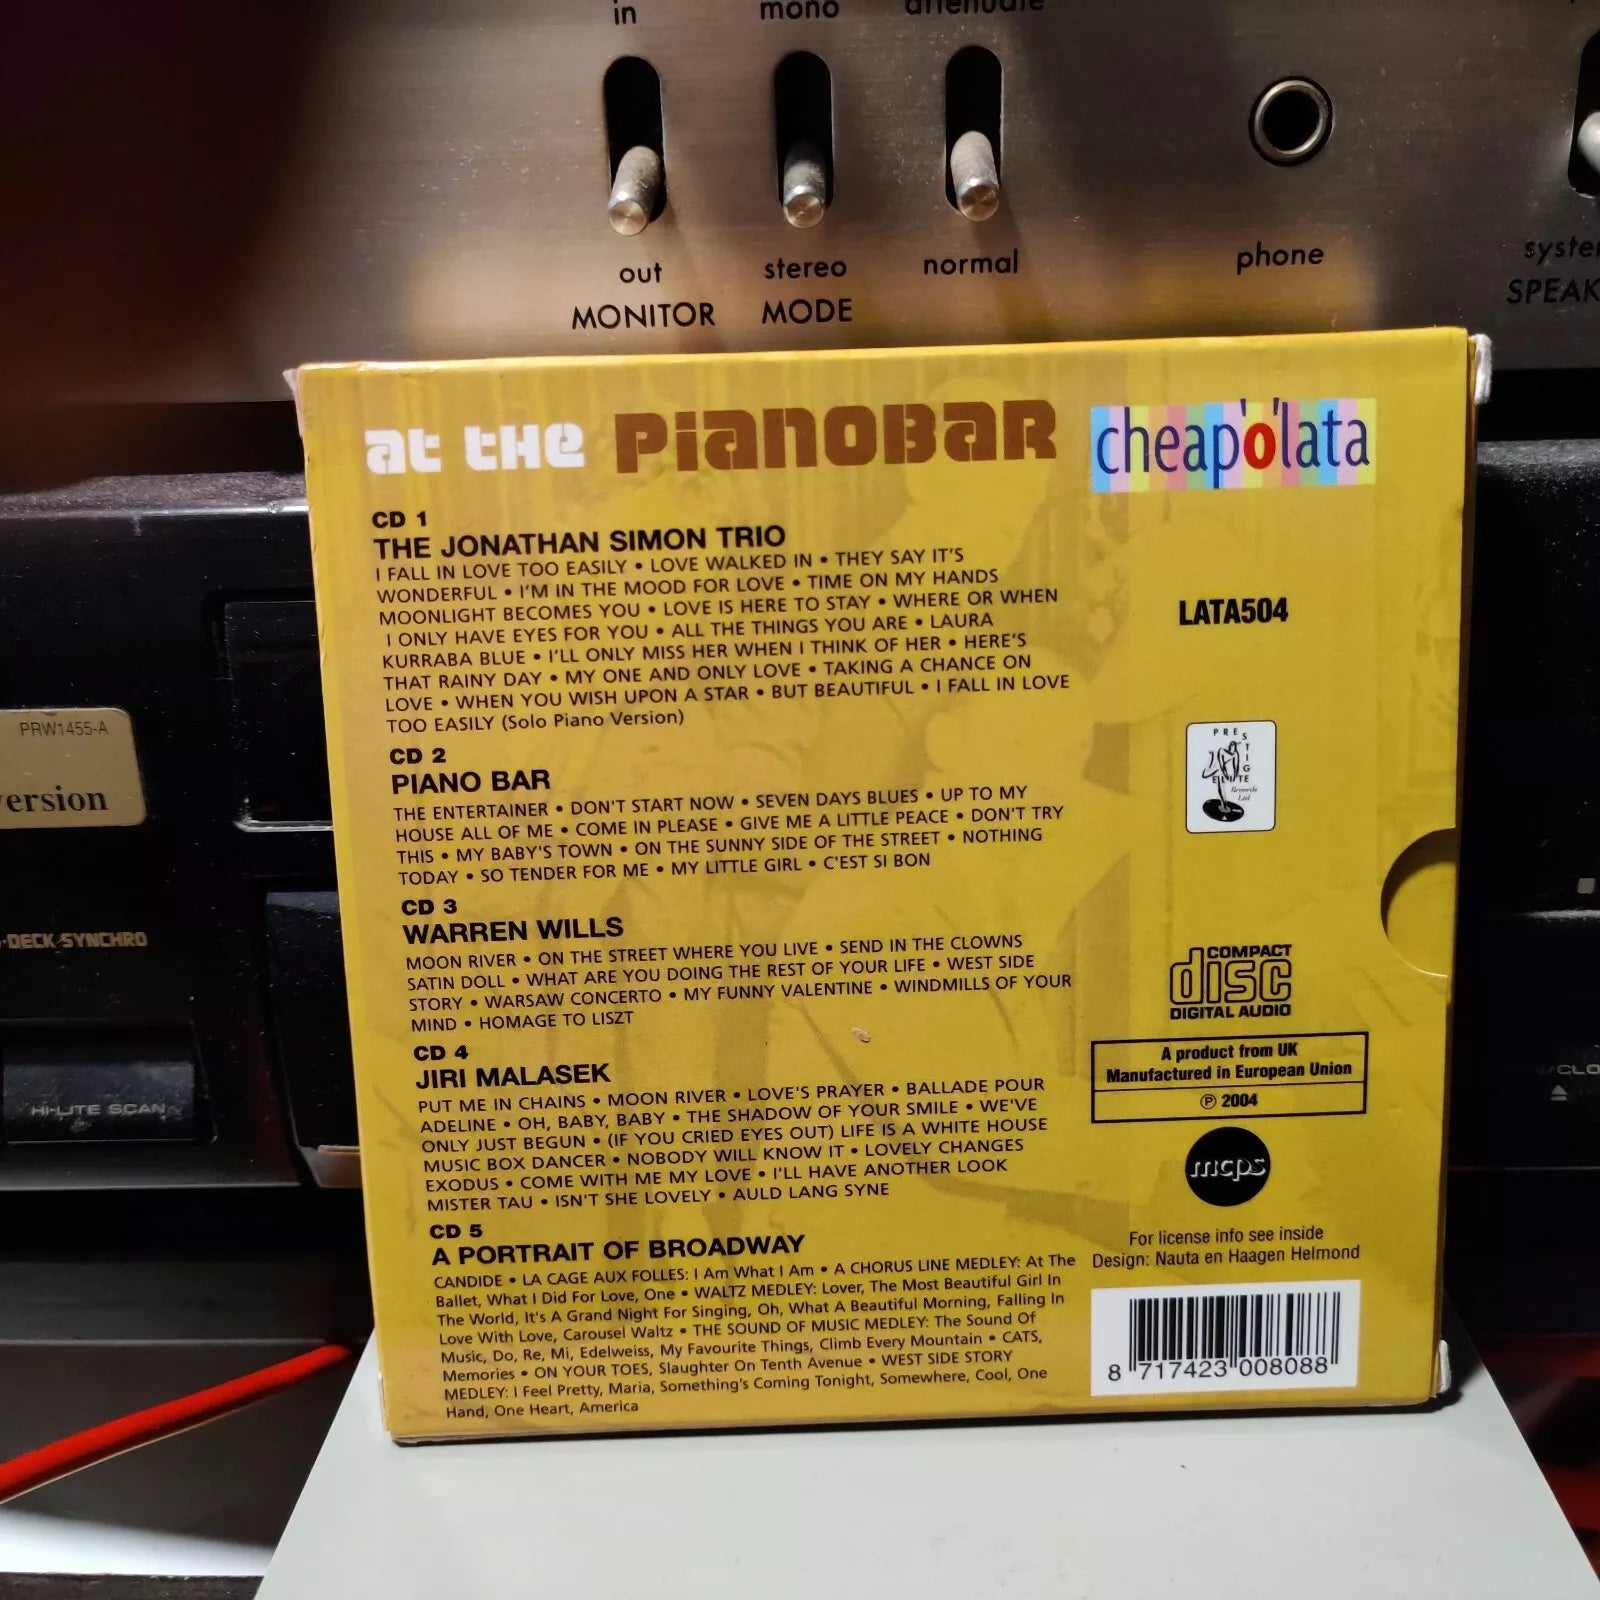 in
mono
attenuate
out
stereo
normal
phone
MONITOR
MODE
PRW1455-A
DECK SYNCHRO
HI-LITE SCAN
at the PIANOBAR
cheap'o'lata
CD 1
THE JONATHAN SIMON TRIO
I FALL IN LOVE TOO EASILY • LOVE WALKED IN • THEY SAY IT'S
WONDERFUL • I'M IN THE MOOD FOR LOVE • TIME ON MY HANDS
MOONLIGHT BECOMES YOU • LOVE IS HERE TO STAY • WHERE OR WHEN
I ONLY HAVE EYES FOR YOU • ALL THE THINGS YOU ARE • LAURA
KURRABA BLUE • I'LL ONLY MISS HER WHEN I THINK OF HER • HERE'S
THAT RAINY DAY • MY ONE AND ONLY LOVE • TAKING A CHANCE ON
LOVE • WHEN YOU WISH UPON A STAR • BUT BEAUTIFUL • I FALL IN LOVE
TOO EASILY (Solo Piano Version)
CD 2
PIANO BAR
THE ENTERTAINER • DON'T START NOW • SEVEN DAYS BLUES • UP TO MY
HOUSE ALL OF ME • COME IN PLEASE • GIVE ME A LITTLE PEACE • DON'T TRY
THIS • MY BABY'S TOWN • ON THE SUNNY SIDE OF THE STREET • NOTHING
TODAY • SO TENDER FOR ME • MY LITTLE GIRL • C'EST SI BON
CD 3
WARREN WILLS
MOON RIVER • ON THE STREET WHERE YOU LIVE • SEND IN THE CLOWNS
SATIN DOLL • WHAT ARE YOU DOING THE REST OF YOUR LIFE • WEST SIDE
STORY • WARSAW CONCERTO • MY FUNNY VALENTINE • WINDMILLS OF YOUR
MIND • HOMAGE TO LISZT
CD 4
JIRI MALASEK
PUT ME IN CHAINS • MOON RIVER • LOVE'S PRAYER • BALLADE POUR
ADELINE • OH, BABY, BABY • THE SHADOW OF YOUR SMILE • WE'VE
ONLY JUST BEGUN • (IF YOU CRIED EYES OUT) LIFE IS A WHITE HOUSE
MUSIC BOX DANCER • NOBODY WILL KNOW IT • LOVELY CHANGES
EXODUS • COME WITH ME MY LOVE • I'LL HAVE ANOTHER LOOK
MISTER TAU • ISN'T SHE LOVELY • AULD LANG SYNE
CD 5
A PORTRAIT OF BROADWAY
CANDIDE • LA CAGE AUX FOLLES: I Am What I Am • A CHORUS LINE MEDLEY: At The
Ballet, What I Did For Love, One • WALTZ MEDLEY: Lover, The Most Beautiful Girl In
The World, It's A Grand Night For Singing, Oh, What A Beautiful Morning, Falling In
Love With Love, Carousel Waltz • THE SOUND OF MUSIC MEDLEY: The Sound Of
Music, Do, Re, Mi, Edelweiss, My Favourite Things, Climb Every Mountain • CATS,
Memories • ON YOUR TOES, Slaughter On Tenth Avenue • WEST SIDE STORY
MEDLEY: I Feel Pretty, Maria, Something's Coming Tonight, Somewhere, Cool, One
Hand, One Heart, America
LATA504
PRESTIGE
ELITE
Records
Ltd
COMPACT
disc
DIGITAL AUDIO
A product from UK
Manufactured in European Union
℗ 2004
mcps
For license info see inside
Design: Nauta en Haagen Helmond
8 717423 008088